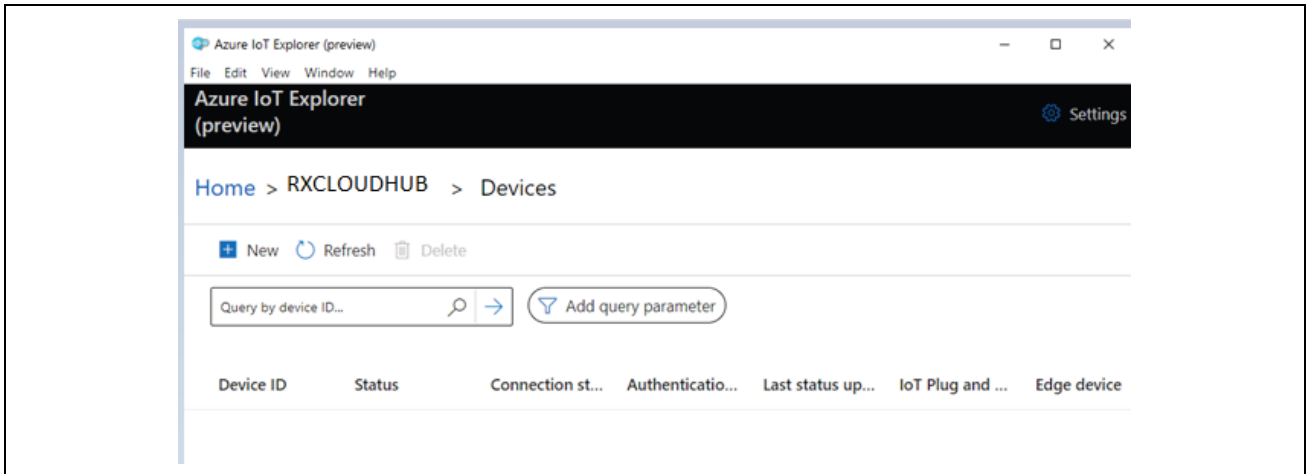 Azure IoT Explorer (preview)
File Edit View Window Help
Azure IoT Explorer
(preview)
Settings
Home > RXCLOUDHUB > Devices
New Refresh Delete
Query by device ID...
Add query parameter
Device ID Status Connection st... Authenticatio... Last status up... IoT Plug and ... Edge device